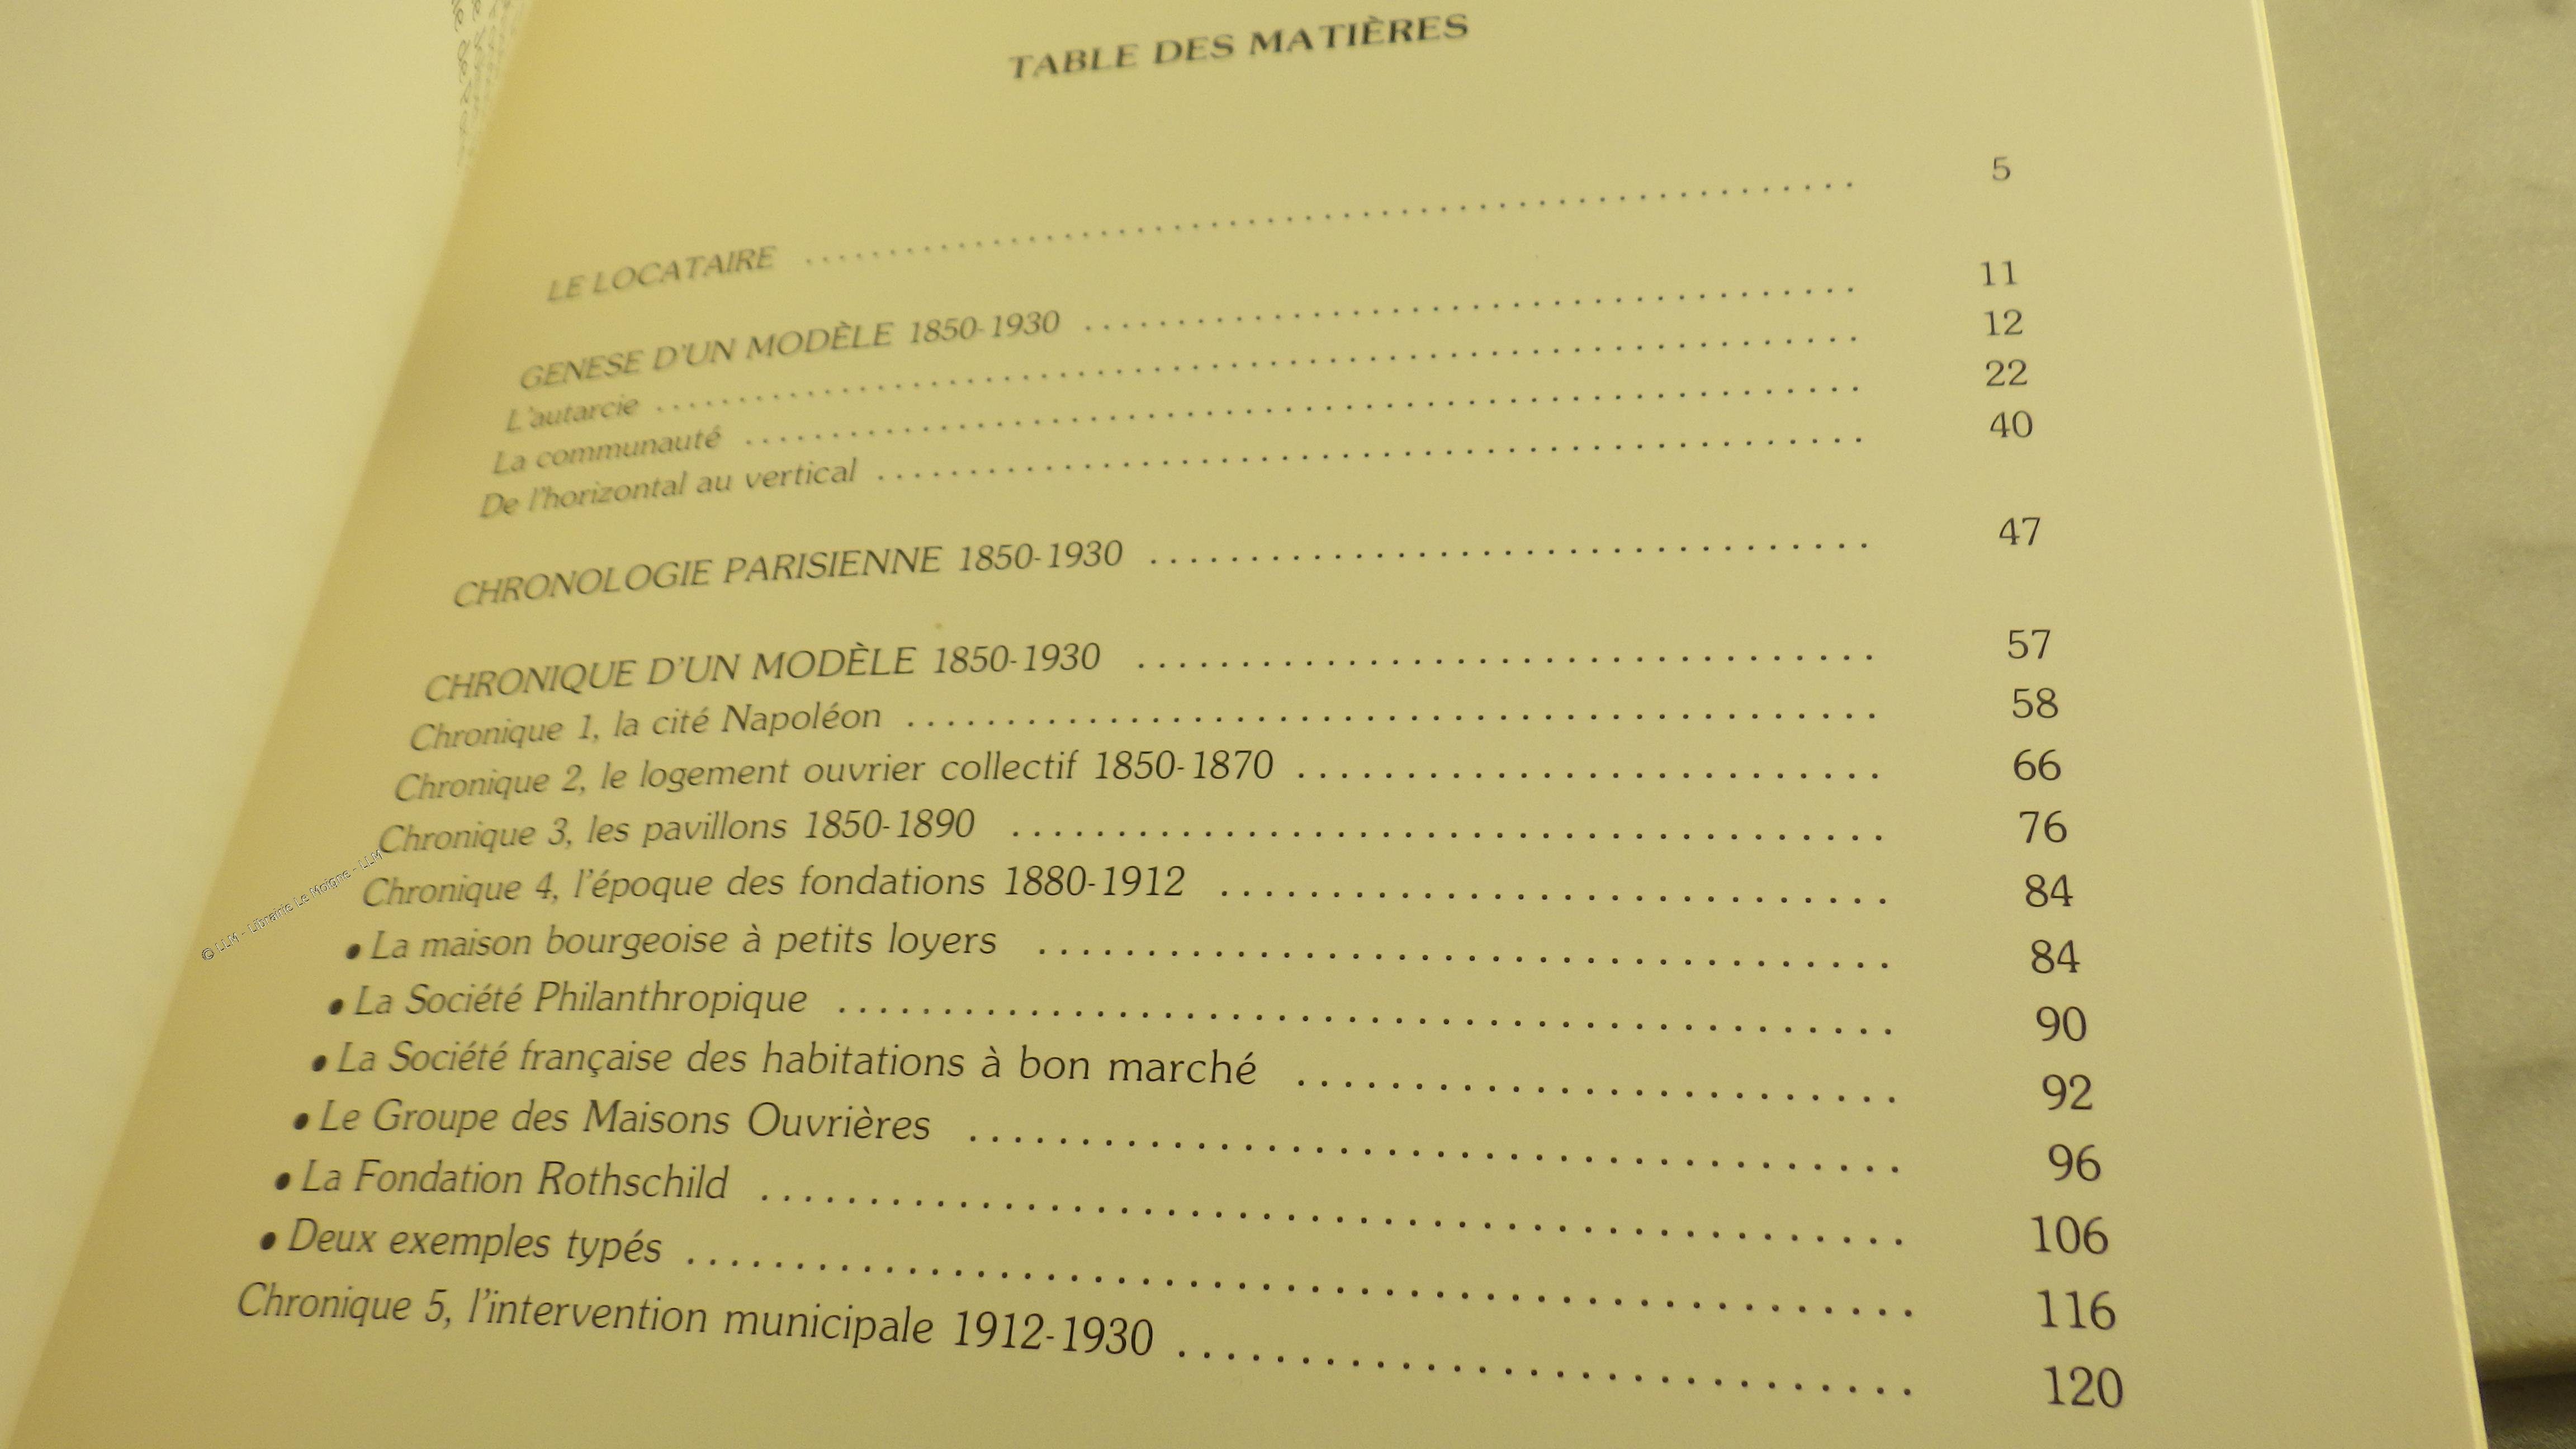 TABLE DES MATIÈRES
LE LOCATAIRE ........ 5
GENESE D'UN MODÈLE 1850-1930 ........ 11
L'autarcie ........ 12
La communauté ........ 22
De l'horizontal au vertical ........ 40
CHRONOLOGIE PARISIENNE 1850-1930 ........ 47
CHRONIQUE D'UN MODÈLE 1850-1930 ........ 57
Chronique 1, la cité Napoléon ........ 58
Chronique 2, le logement ouvrier collectif 1850-1870 ........ 66
Chronique 3, les pavillons 1850-1890 ........ 76
Chronique 4, l'époque des fondations 1880-1912 ........ 84
• La maison bourgeoise à petits loyers ........ 84
• La Société Philanthropique ........ 90
• La Société française des habitations à bon marché ........ 92
• Le Groupe des Maisons Ouvrières ........ 96
• La Fondation Rothschild ........ 106
• Deux exemples typés ........ 116
Chronique 5, l'intervention municipale 1912-1930 ........ 120
© LLM - Librairie Le Moigne - LLM